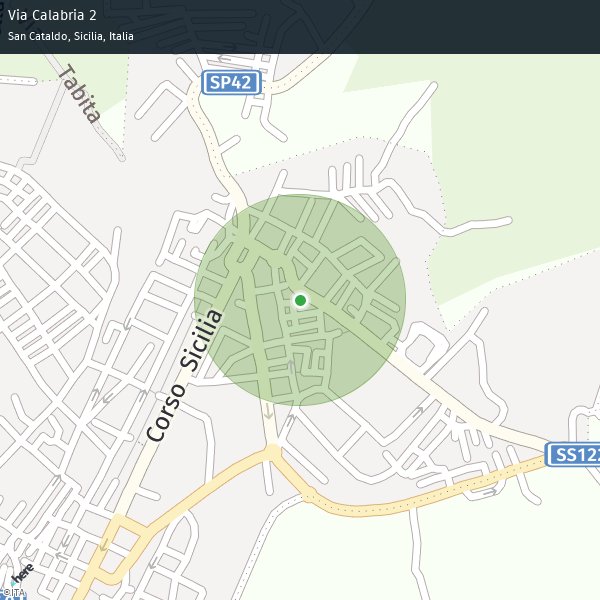 Via Calabria 2
San Cataldo, Sicilia, Italia
SP42
Tabita
Corso Sicilia
SS122
here
©ITA